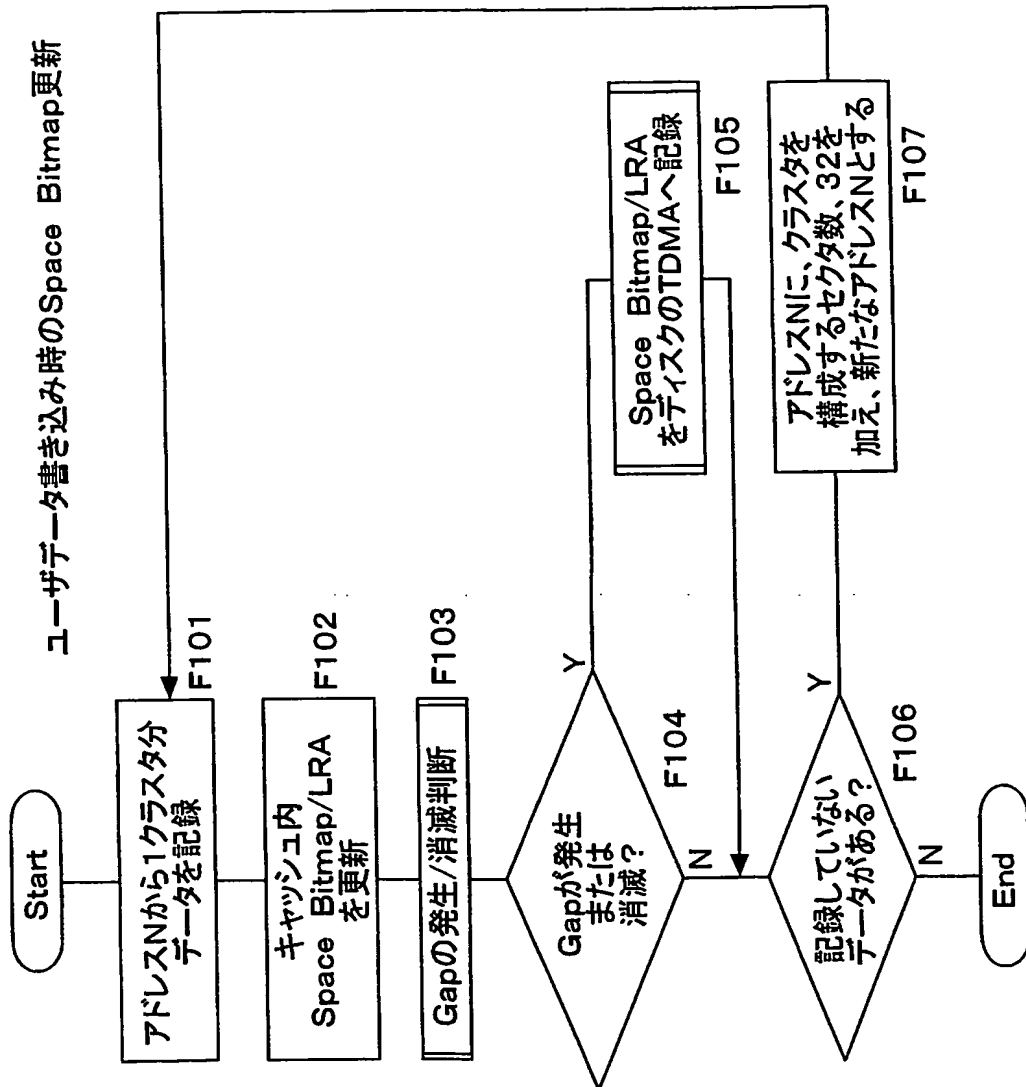 ユーザデータ書き込み時のSpace Bitmap更新
Start
アドレスNから1クラスタ分
データを記録
F101
キャッシュ内
Space Bitmap/LRA
を更新
F102
Gapの発生/消滅判断
F103
Gapが発生
または
消滅?
F104
Y
N
Space Bitmap/LRA
をディスクのTDMAへ記録
F105
記録していない
データがある?
F106
Y
N
アドレスNに、クラスタを
構成するセクタ数、32を
加え、新たなアドレスNとする
F107
End